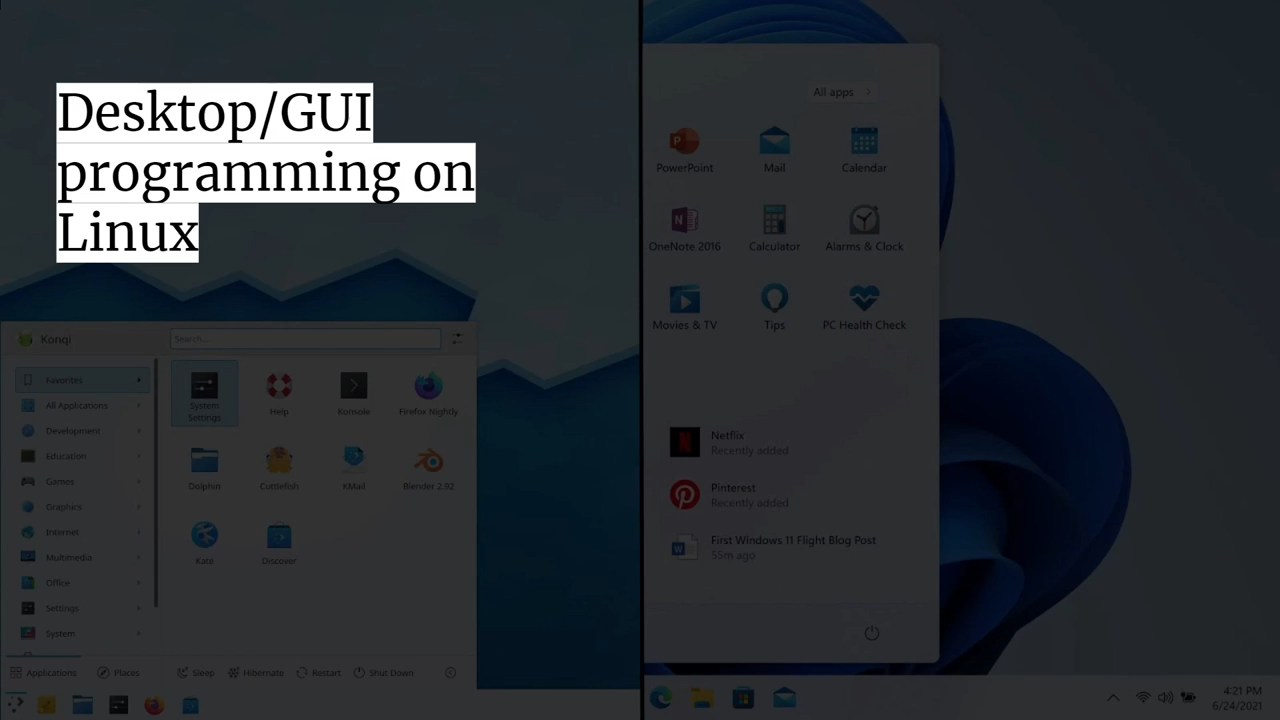 Desktop/GUI
programming on
Linux
Konqi
Search...
Favorites
All Applications
Development
Education
Games
Graphics
Internet
Multimedia
Office
Settings
System
System
Settings
Help
Konsole
Firefox Nightly
Dolphin
Cuttlefish
KMail
Blender 2.92
Kate
Discover
Applications
Places
Sleep
Hibernate
Restart
Shut Down
All apps
PowerPoint
Mail
Calendar
OneNote 2016
Calculator
Alarms & Clock
Movies & TV
Tips
PC Health Check
Netflix
Recently added
Pinterest
Recently added
First Windows 11 Flight Blog Post
55m ago
4:21 PM
6/24/2021